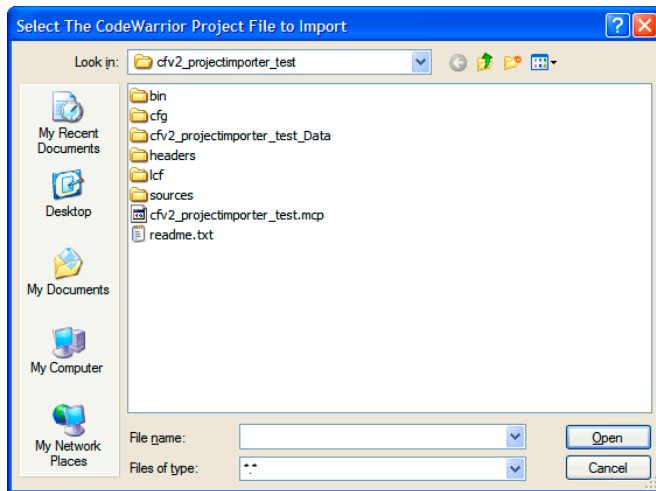 Select The CodeWarrior Project File to Import
Look in: cfv2_projectimporter_test
My Recent Documents
Desktop
My Documents
My Computer
My Network Places
bin
cfg
cfv2_projectimporter_test_Data
headers
lcf
sources
cfv2_projectimporter_test.mcp
readme.txt
File name:
Open
Files of type: *.*
Cancel